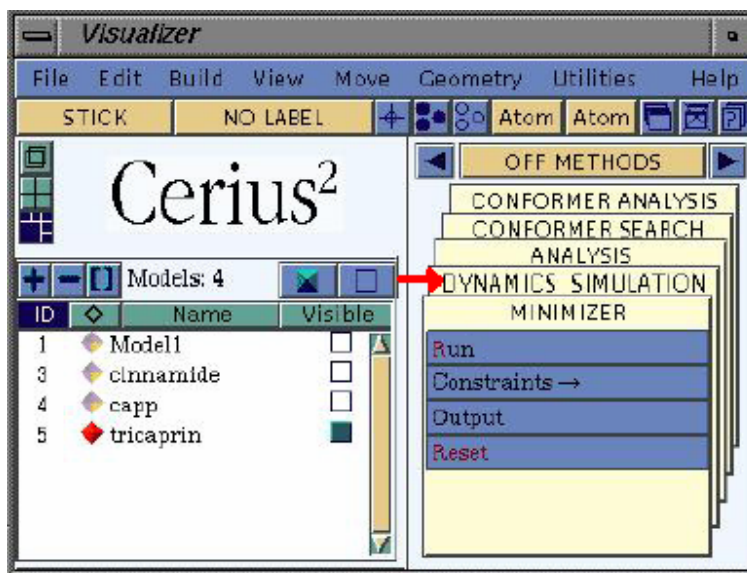 Visualizer
File Edit Build View Move Geometry Utilities Help
STICK NO LABEL Atom Atom
Cerius²
OFF METHODS
CONFORMER ANALYSIS
CONFORMER SEARCH
ANALYSIS
DYNAMICS SIMULATION
MINIMIZER
Run
Constraints →
Output
Reset
Models: 4
ID Name Visible
1 Model1
3 cinnamide
4 capp
5 tricaprin